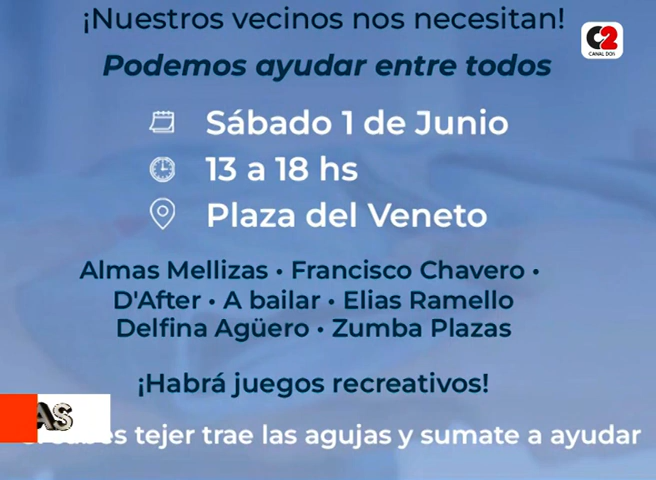 ¡Nuestros vecinos nos necesitan!
C2
CANAL DOs
Podemos ayudar entre todos
Sábado 1 de Junio
13 a 18 hs
Plaza del Veneto
Almas Mellizas • Francisco Chavero •
D'After • A bailar • Elias Ramello
Delfina Agüero • Zumba Plazas
¡Habrá juegos recreativos!
AS
tejer trae las agujas y sumate a ayudar